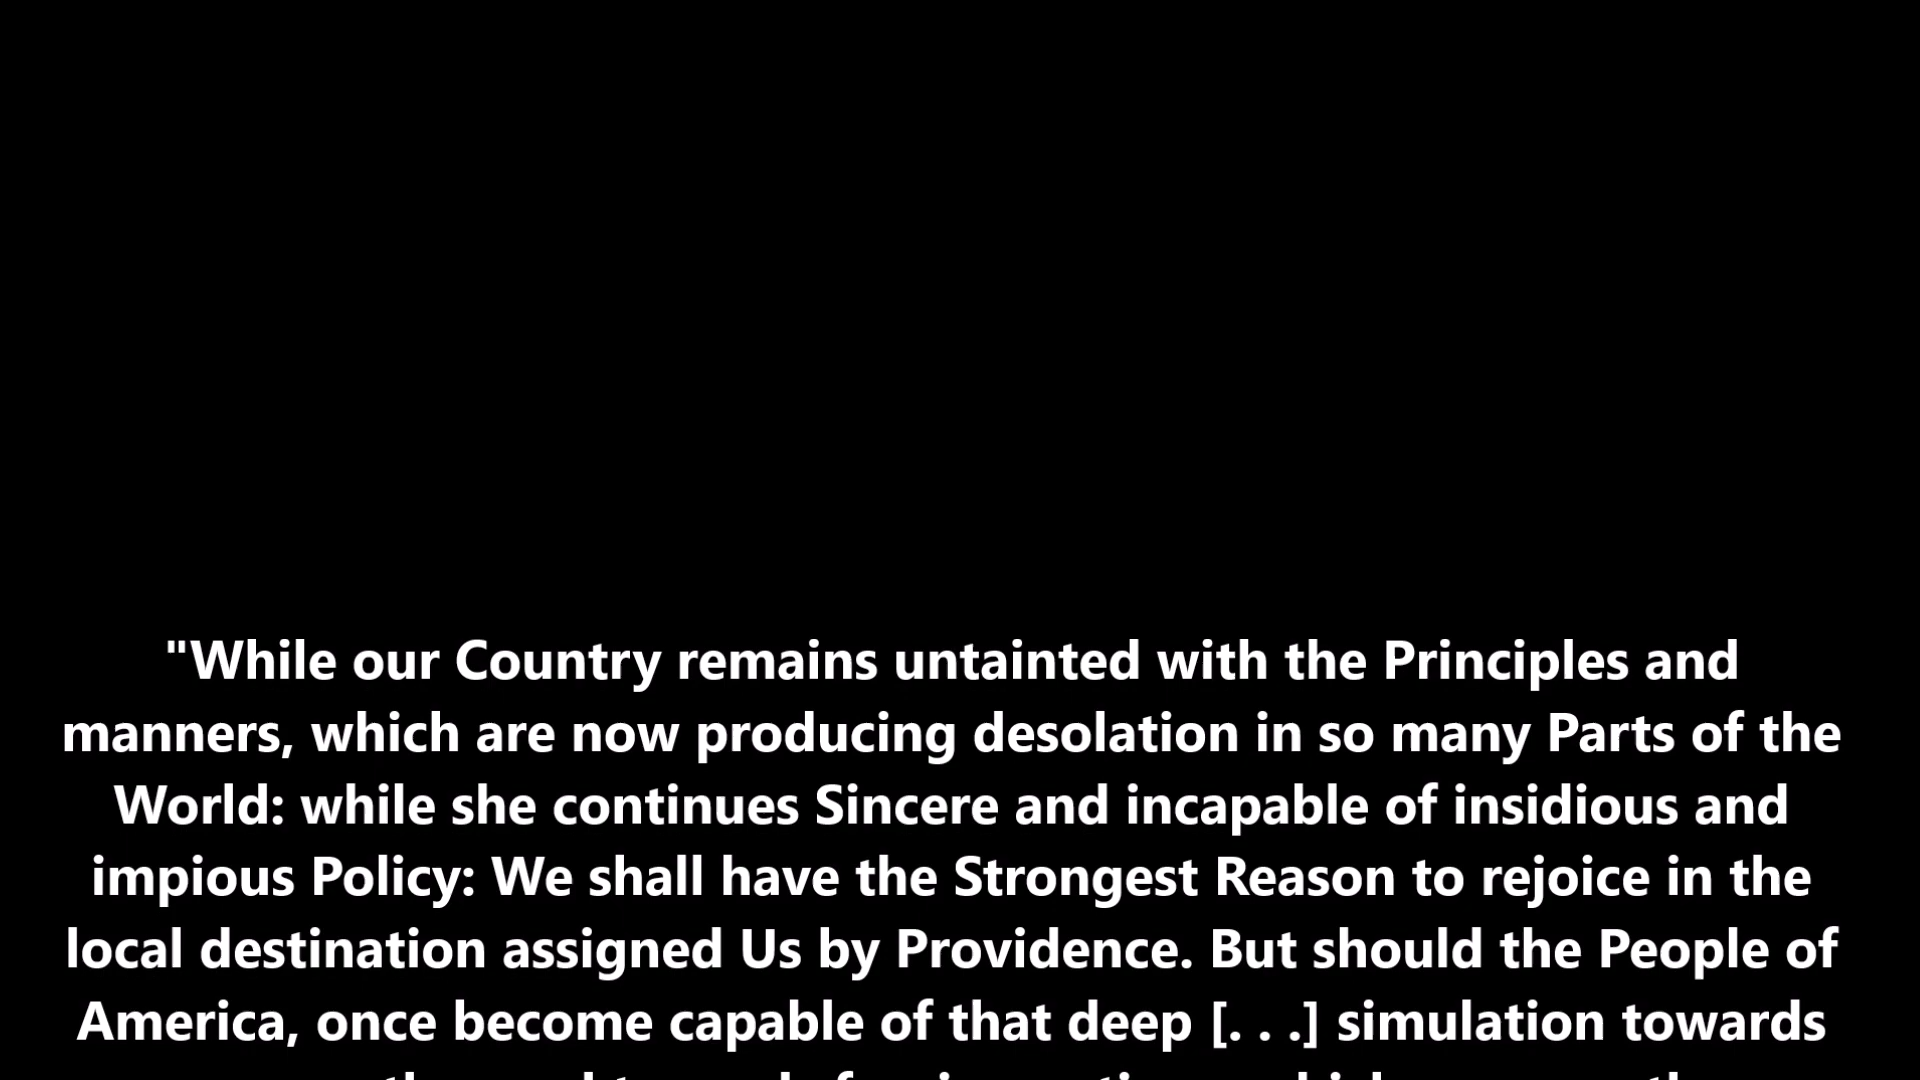 "While our Country remains untainted with the Principles and
manners, which are now producing desolation in so many Parts of the
World: while she continues Sincere and incapable of insidious and
impious Policy: We shall have the Strongest Reason to rejoice in the
local destination assigned Us by Providence. But should the People of
America, once become capable of that deep [. . .] simulation towards